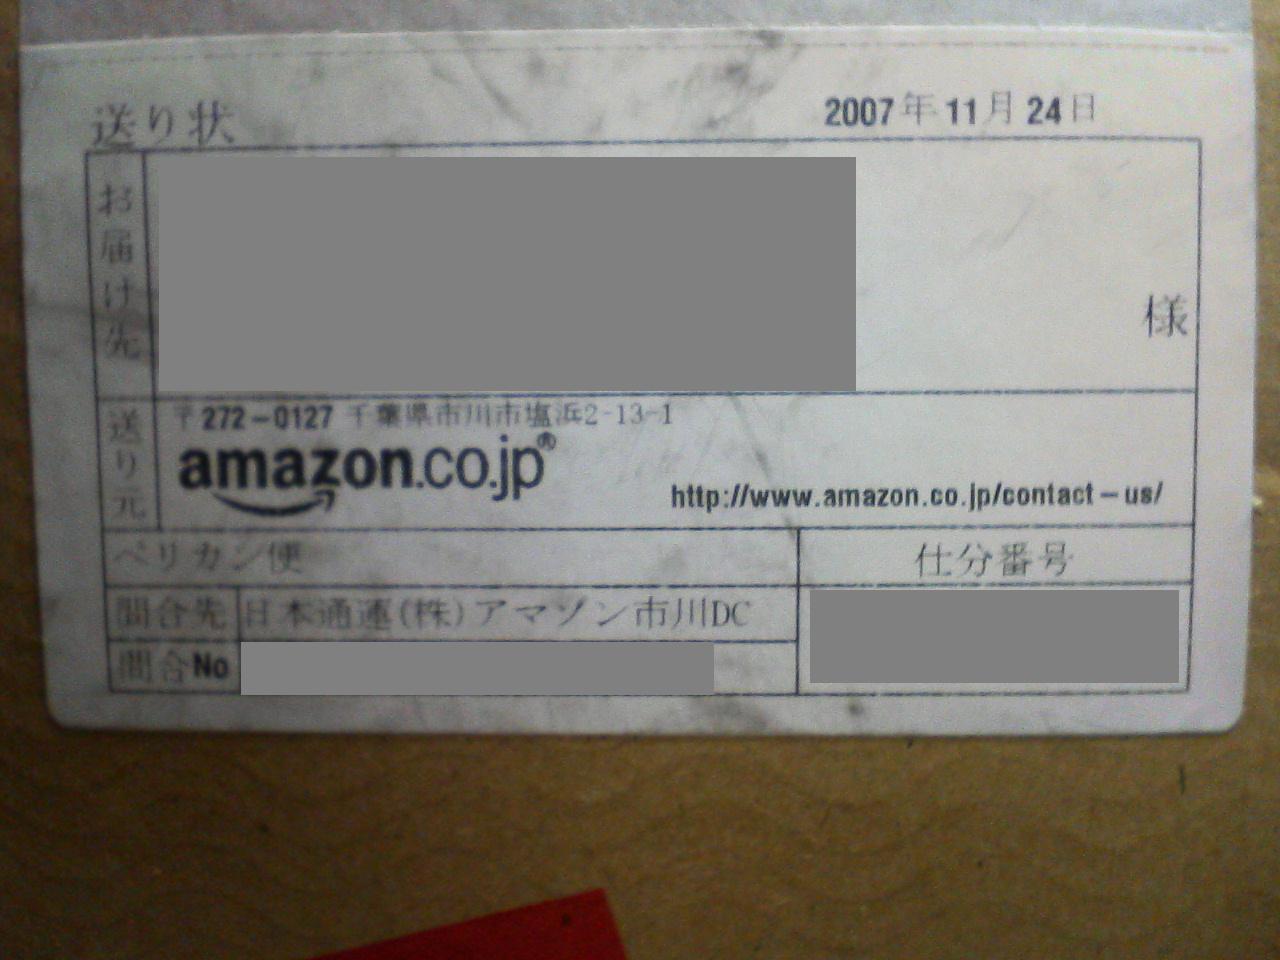 送り状
2007年11月24日
お届け先
様
送り元
〒272-0127 千葉県市川市塩浜2-13-1
amazon.co.jp®
http://www.amazon.co.jp/contact-us/
ペリカン便
仕分番号
問合先 日本通運(株)アマゾン市川DC
問合No